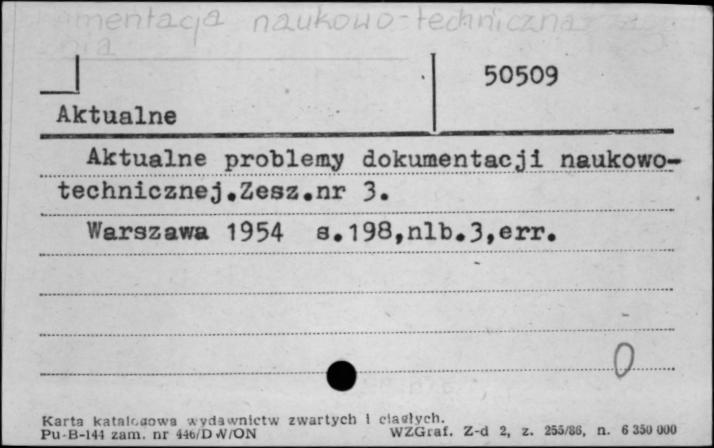 mentacja naukowo-techniczna
nia
50509
Aktualne
Aktualne problemy dokumentacji naukowo-
technicznej.Zesz.nr 3.
Warszawa 1954 s.198,nlb.3,err.
0
Karta katalogowa wydawnictw zwartych i ciągłych.
Pu-B-144 zam. nr 446/DW/ON WZGraf. Z-d 2, z. 255/86, n. 6 350 000